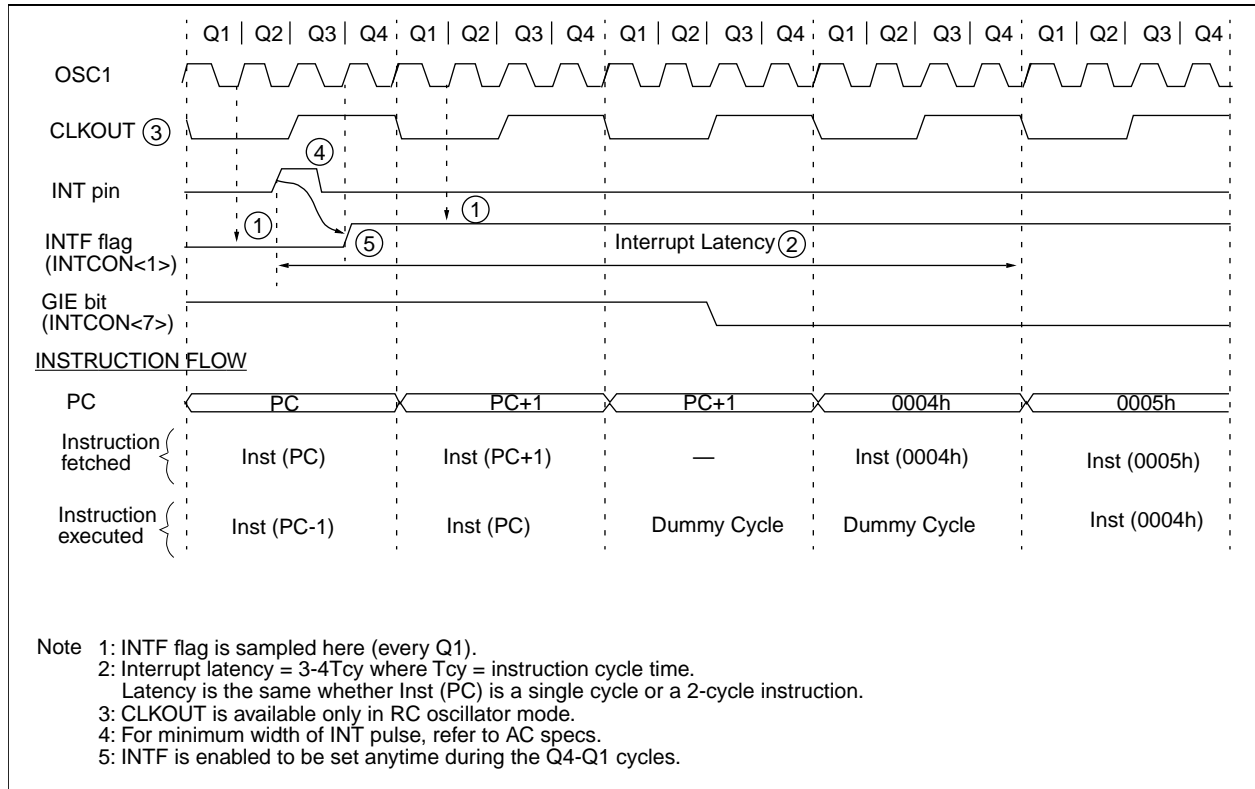 Q1 | Q2 | Q3 | Q4 Q1 | Q2 | Q3 | Q4 Q1 | Q2 | Q3 | Q4 Q1 | Q2 | Q3 | Q4 Q1 | Q2 | Q3 | Q4
OSC1
CLKOUT 3
4
INT pin
1 1
INTF flag
(INTCON<1>)
5
Interrupt Latency 2
GIE bit
(INTCON<7>)
INSTRUCTION FLOW
PC PC PC+1 PC+1 0004h 0005h
Instruction
fetched
Inst (PC) Inst (PC+1) — Inst (0004h) Inst (0005h)
Instruction
executed
Inst (PC-1) Inst (PC) Dummy Cycle Dummy Cycle Inst (0004h)
Note 1: INTF flag is sampled here (every Q1).
2: Interrupt latency = 3-4Tcy where Tcy = instruction cycle time.
Latency is the same whether Inst (PC) is a single cycle or a 2-cycle instruction.
3: CLKOUT is available only in RC oscillator mode.
4: For minimum width of INT pulse, refer to AC specs.
5: INTF is enabled to be set anytime during the Q4-Q1 cycles.